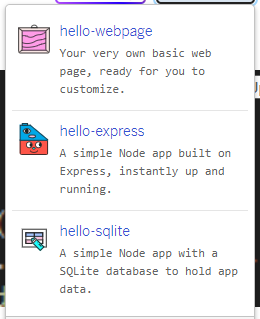 hello-webpage
Your very own basic web
page, ready for you to
customize.
hello-express
A simple Node app built on
Express, instantly up and
running.
hello-sqlite
A simple Node app with a
SQLite database to hold app
data.